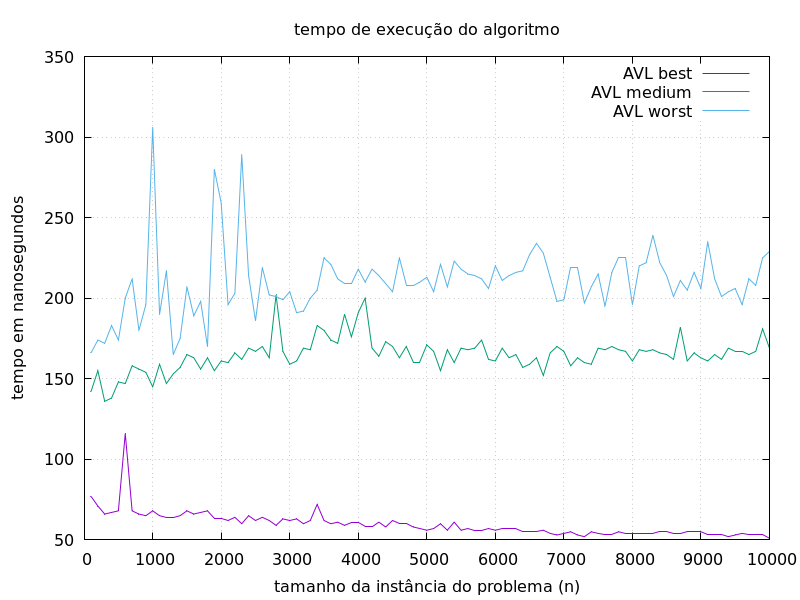 tempo de execução do algoritmo
350
300
250
200
150
100
50
tempo em nanosegundos
AVL best
AVL medium
AVL worst
0 1000 2000 3000 4000 5000 6000 7000 8000 9000 10000
tamanho da instância do problema (n)